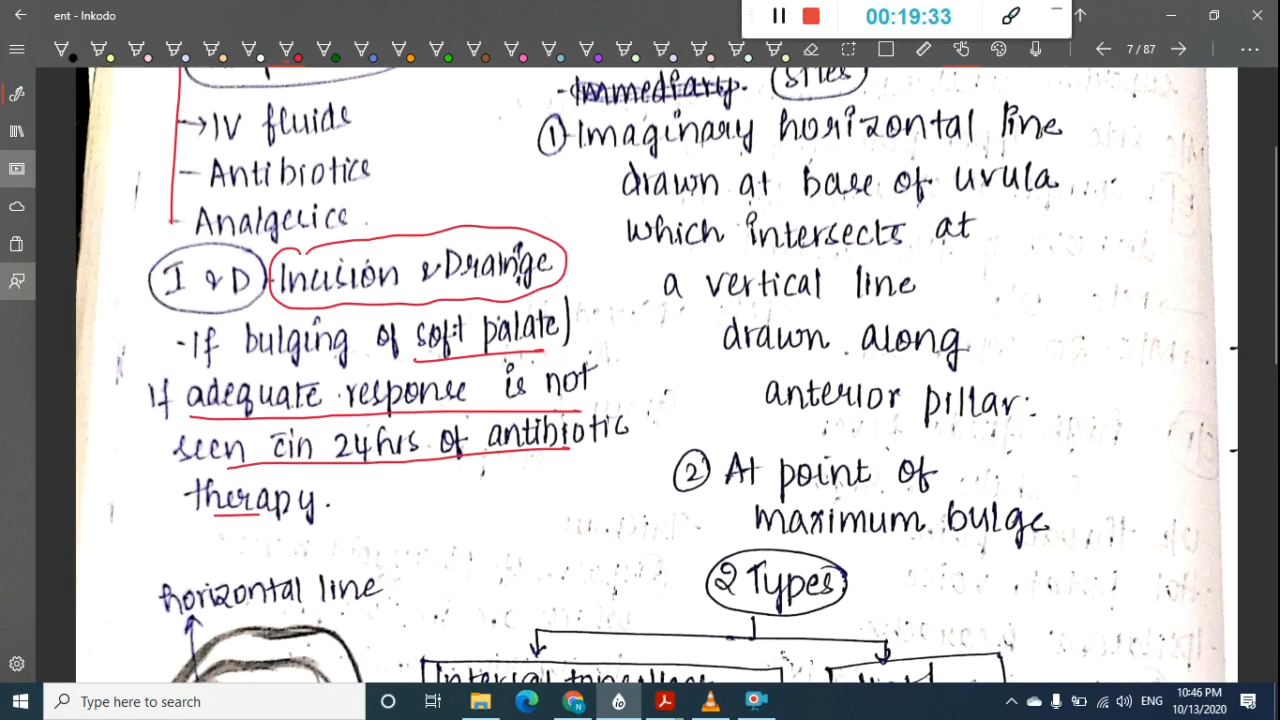 ent - Inkodo
00:19:33
7 / 87
→IV fluids
- Antibiotics
Analgesics.
I & D Incision & Drainge
-If bulging of soft palate)
If adequate response is not
seen c̄in 24hrs of antibiotic
therapy.
horizontal line
-Immediary. Sites
① Imaginary horizontal line
drawn at base of uvula
which intersects at
a vertical line
drawn along
anterior pillar.
② At point of
maximum bulge
2 Types
Type here to search
ENG
10:46 PM
10/13/2020